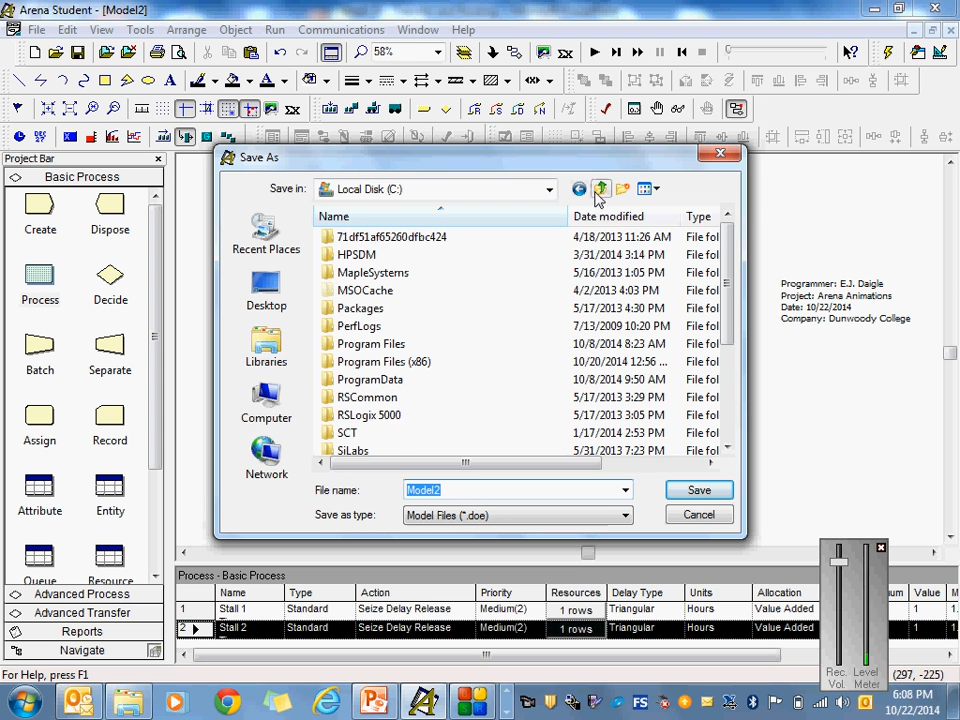 Arena Student - [Model2]
File Edit View Tools Arrange Object Run Communications Window Help
58%
Project Bar
Basic Process
Create Dispose
Process Decide
Batch Separate
Assign Record
Attribute Entity
Queue Resource
Advanced Process
Advanced Transfer
Reports
Navigate
Save As
Save in: Local Disk (C:)
Recent Places
Desktop
Libraries
Computer
Network
Name Date modified Type
71df51af65260dfbc424 4/18/2013 11:26 AM File fol
HPSDM 3/31/2014 3:14 PM File fol
MapleSystems 5/16/2013 1:05 PM File fol
MSOCache 4/2/2013 4:03 PM File fol
Packages 5/17/2013 4:30 PM File fol
PerfLogs 7/13/2009 10:20 PM File fol
Program Files 10/8/2014 8:23 AM File fol
Program Files (x86) 10/20/2014 12:56 ... File fol
ProgramData 10/8/2014 9:50 AM File fol
RSCommon 5/17/2013 3:29 PM File fol
RSLogix 5000 5/17/2013 3:05 PM File fol
SCT 1/17/2014 2:53 PM File fol
SiLabs 5/31/2013 7:23 PM File fol
File name: Model2 Save
Save as type: Model Files (*.doe) Cancel
Programmer: E.J. Daigle
Project: Arena Animations
Date: 10/22/2014
Company: Dunwoody College
Process - Basic Process
Name Type Action Priority Resources Delay Type Units Allocation Value
1 Stall 1 Standard Seize Delay Release Medium(2) 1 rows Triangular Hours Value Added 1
2 Stall 2 Standard Seize Delay Release Medium(2) 1 rows Triangular Hours Value Added 1
Rec. Vol. Level Meter
For Help, press F1
(297, -225)
6:08 PM
10/22/2014